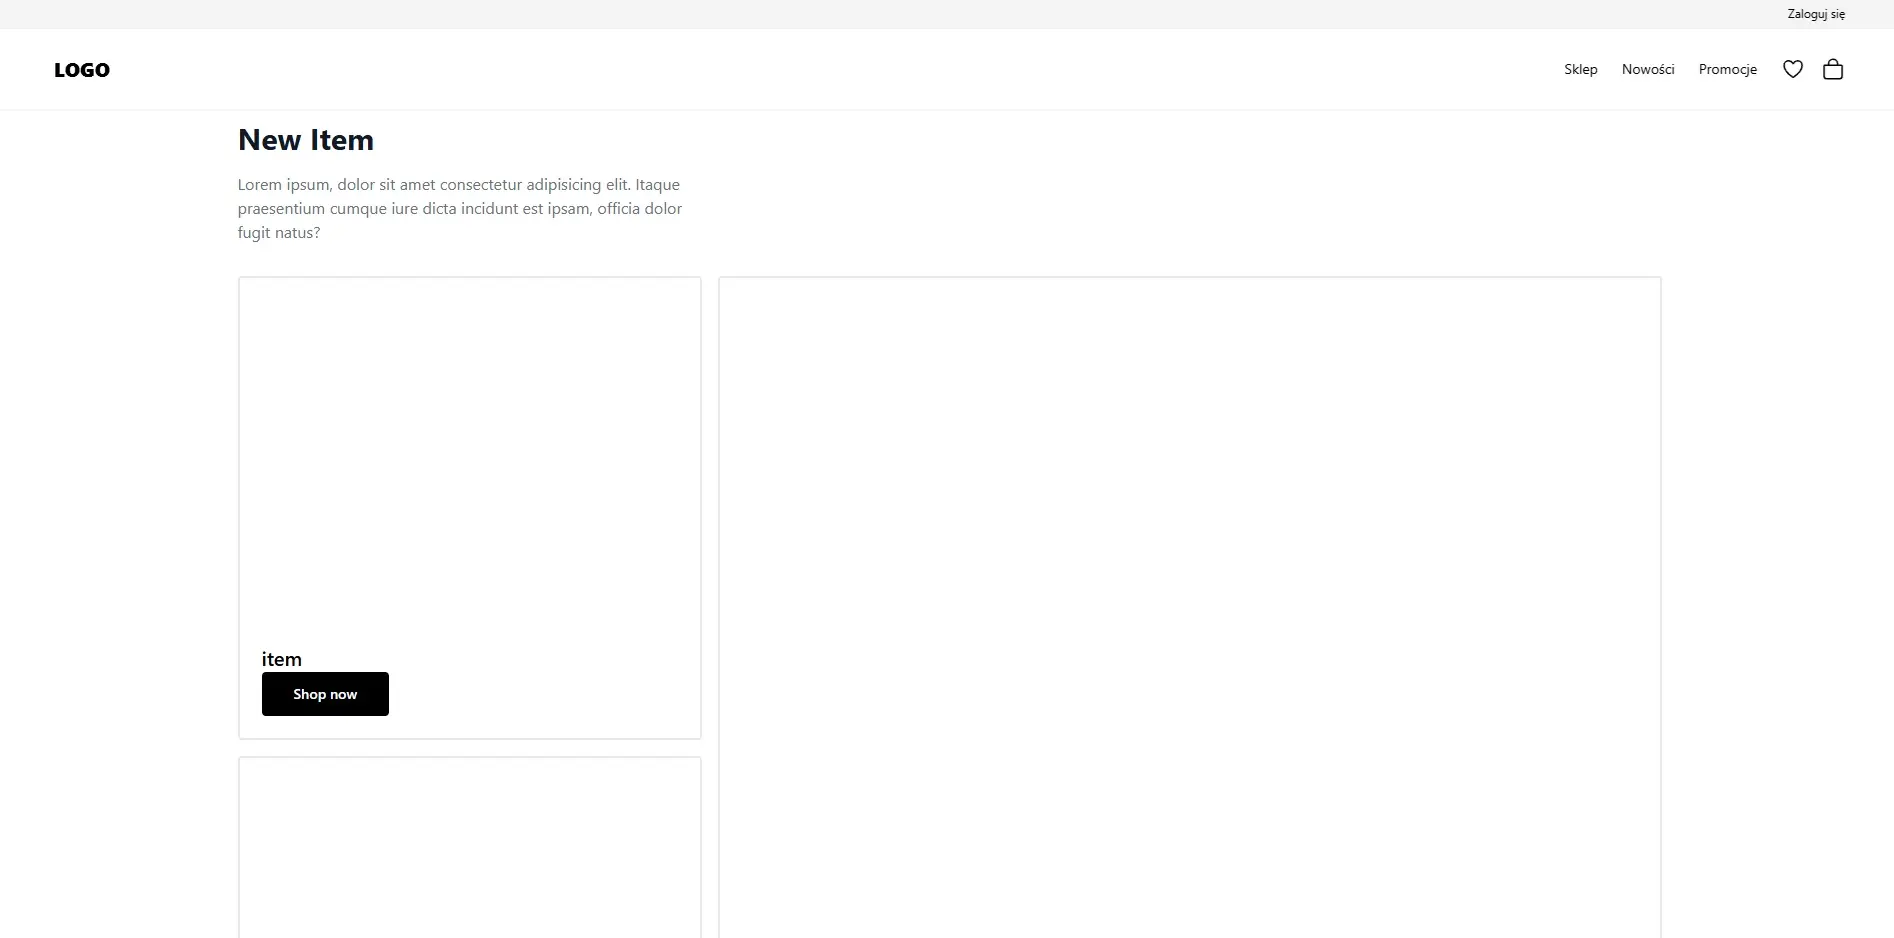 Zaloguj się
LOGO
Sklep Nowości Promocje
New Item
Lorem ipsum, dolor sit amet consectetur adipisicing elit. Itaque
praesentium cumque iure dicta incidunt est ipsam, officia dolor
fugit natus?
item
Shop now